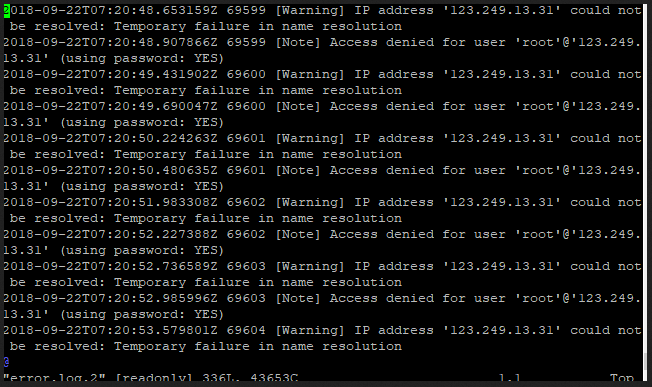 2018-09-22T07:20:48.653159Z 69599 [Warning] IP address '123.249.13.31' could not
be resolved: Temporary failure in name resolution
2018-09-22T07:20:48.907866Z 69599 [Note] Access denied for user 'root'@'123.249.
13.31' (using password: YES)
2018-09-22T07:20:49.431902Z 69600 [Warning] IP address '123.249.13.31' could not
be resolved: Temporary failure in name resolution
2018-09-22T07:20:49.690047Z 69600 [Note] Access denied for user 'root'@'123.249.
13.31' (using password: YES)
2018-09-22T07:20:50.224263Z 69601 [Warning] IP address '123.249.13.31' could not
be resolved: Temporary failure in name resolution
2018-09-22T07:20:50.480635Z 69601 [Note] Access denied for user 'root'@'123.249.
13.31' (using password: YES)
2018-09-22T07:20:51.983308Z 69602 [Warning] IP address '123.249.13.31' could not
be resolved: Temporary failure in name resolution
2018-09-22T07:20:52.227388Z 69602 [Note] Access denied for user 'root'@'123.249.
13.31' (using password: YES)
2018-09-22T07:20:52.736589Z 69603 [Warning] IP address '123.249.13.31' could not
be resolved: Temporary failure in name resolution
2018-09-22T07:20:52.985996Z 69603 [Note] Access denied for user 'root'@'123.249.
13.31' (using password: YES)
2018-09-22T07:20:53.579801Z 69604 [Warning] IP address '123.249.13.31' could not
be resolved: Temporary failure in name resolution
@
"error.log.2" [readonly] 336L, 43653C 1,1 Top